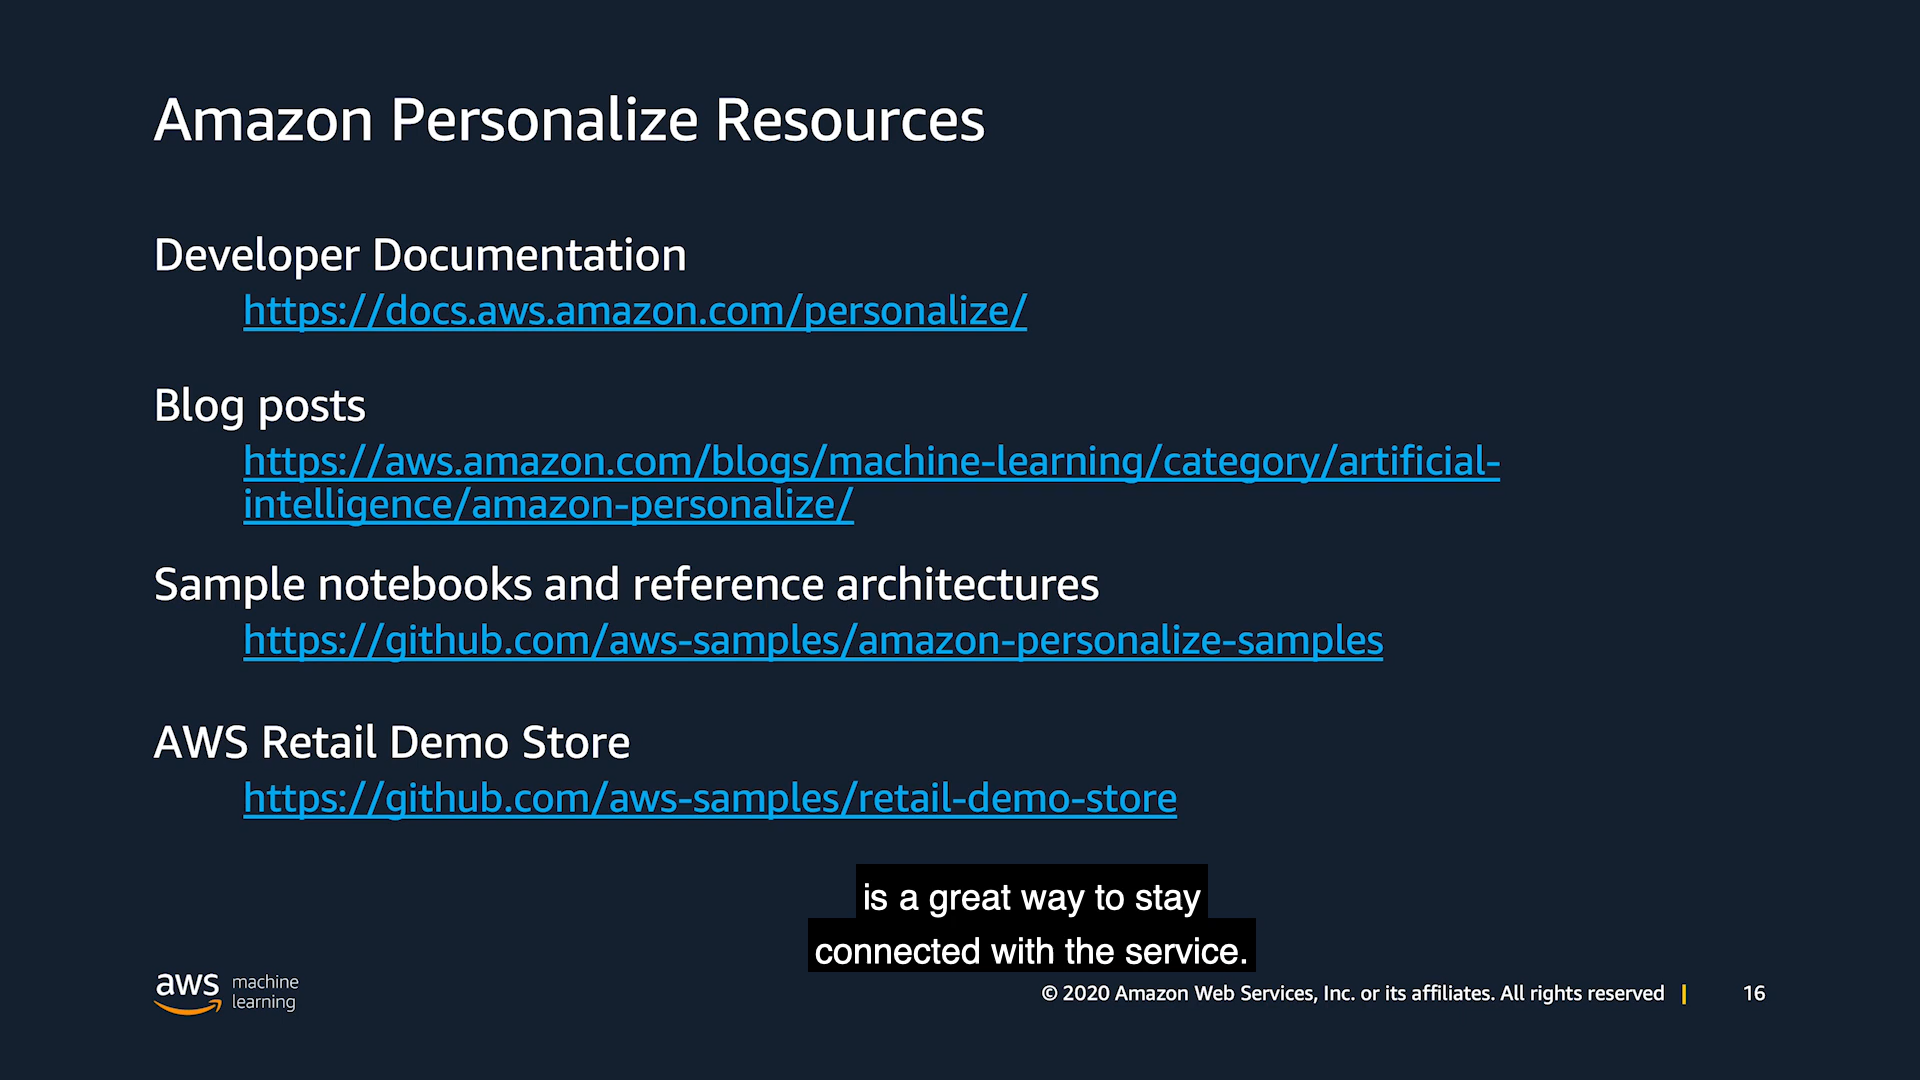 Amazon Personalize Resources
Developer Documentation
https://docs.aws.amazon.com/personalize/
Blog posts
https://aws.amazon.com/blogs/machine-learning/category/artificial-
intelligence/amazon-personalize/
Sample notebooks and reference architectures
https://github.com/aws-samples/amazon-personalize-samples
AWS Retail Demo Store
https://github.com/aws-samples/retail-demo-store
is a great way to stay
connected with the service.
aws machine
learning
© 2020 Amazon Web Services, Inc. or its affiliates. All rights reserved | 16